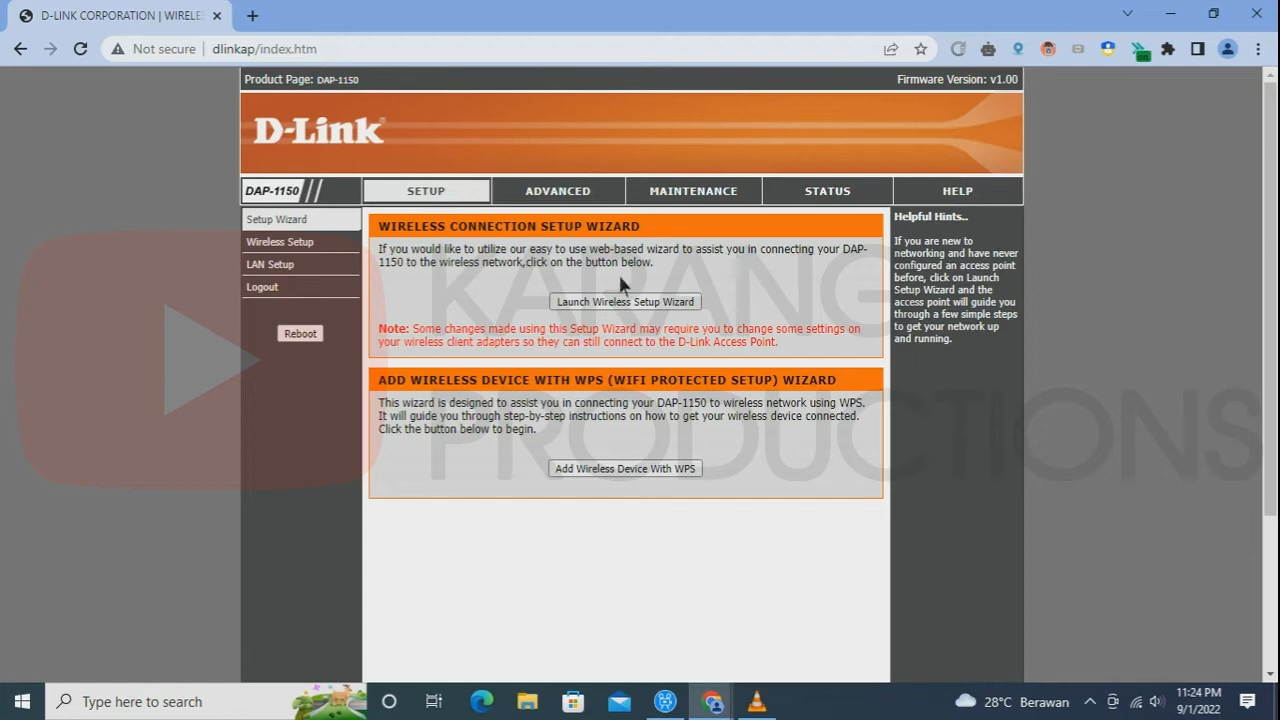 D-LINK CORPORATION | WIRELE
Not secure
dlinkap/index.htm
on
Product Page: DAP-1150
Firmware Version: v1.00
D-Link
DAP-1150
SETUP
ADVANCED
MAINTENANCE
STATUS
HELP
Setup Wizard
Wireless Setup
LAN Setup
Logout
Reboot
WIRELESS CONNECTION SETUP WIZARD
If you would like to utilize our easy to use web-based wizard to assist you in connecting your DAP-
1150 to the wireless network,click on the button below.
Launch Wireless Setup Wizard
Note: Some changes made using this Setup Wizard may require you to change some settings on
your wireless client adapters so they can still connect to the D-Link Access Point.
ADD WIRELESS DEVICE WITH WPS (WIFI PROTECTED SETUP) WIZARD
This wizard is designed to assist you in connecting your DAP-1150 to wireless network using WPS.
It will guide you through step-by-step instructions on how to get your wireless device connected.
Click the button below to begin.
Add Wireless Device With WPS
Helpful Hints..
If you are new to
networking and have never
configured an access point
before, click on Launch
Setup Wizard and the
access point will guide you
through a few simple steps
to get your network up
and running.
KARANG
PRODUCTIONS
Type here to search
28°C Berawan
11:24 PM
9/1/2022